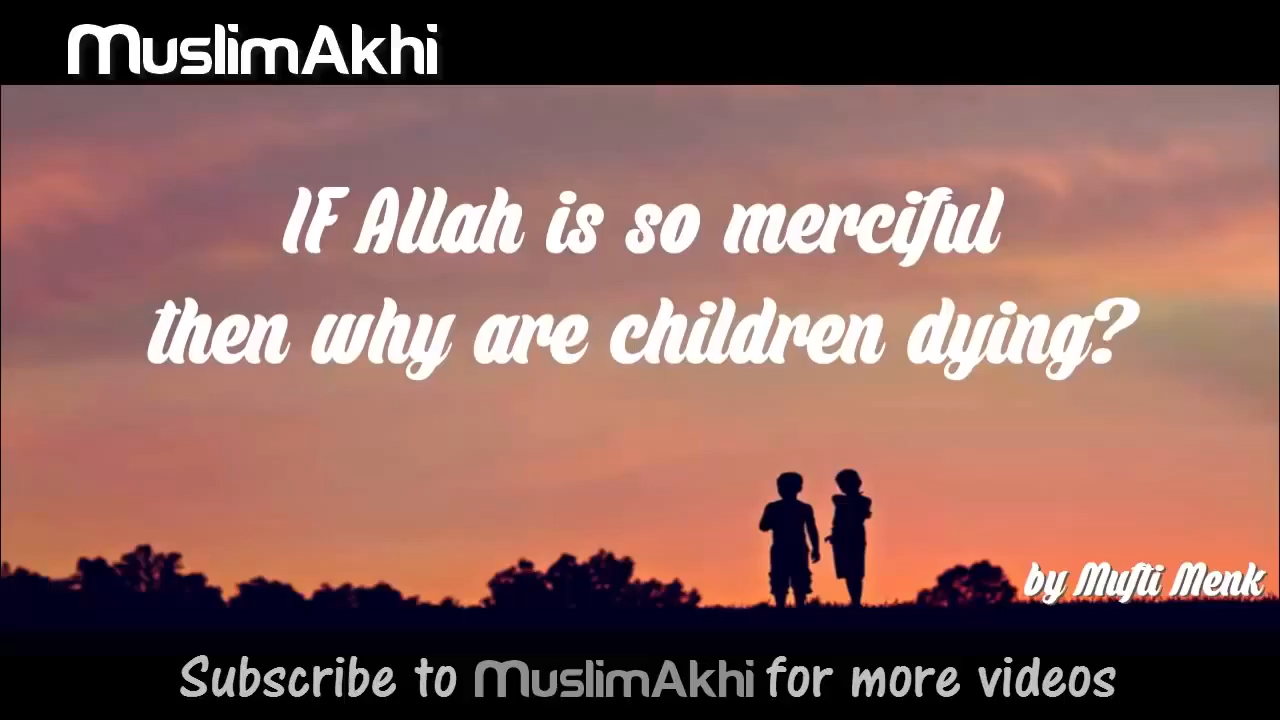 MuslimAkhi
IF Allah is so merciful
then why are children dying?
by Mufti Menk
Subscribe to MuslimAkhi for more videos